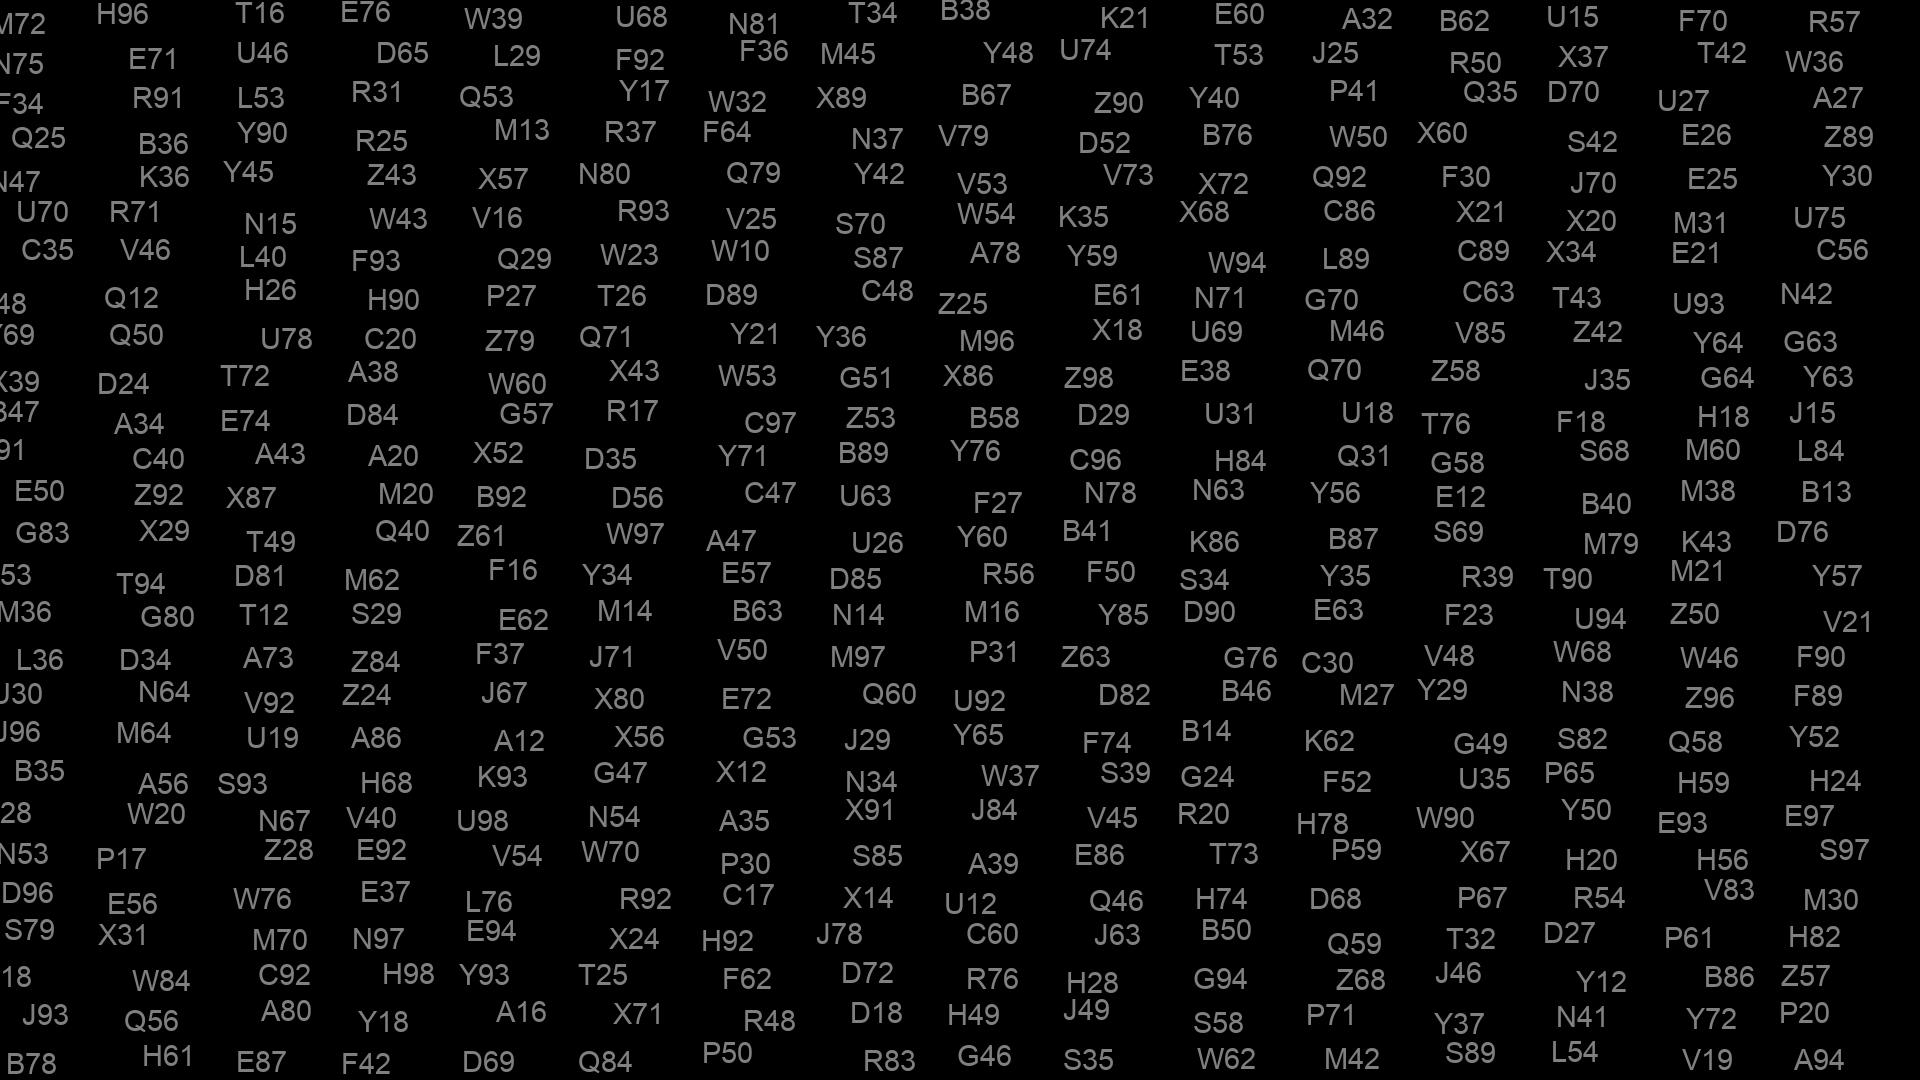 M72 H96 T16 E76 W39 U68 N81 T34 B38 K21 E60 A32 B62 U15 F70 R57
N75 E71 U46 D65 L29 F92 F36 M45 Y48 U74 T53 J25 R50 X37 T42 W36
F34 R91 L53 R31 Q53 Y17 W32 X89 B67 Z90 Y40 P41 Q35 D70 U27 A27
Q25 B36 Y90 R25 M13 R37 F64 N37 V79 D52 B76 W50 X60 S42 E26 Z89
N47 K36 Y45 Z43 X57 N80 Q79 Y42 V53 V73 X72 Q92 F30 J70 E25 Y30
U70 R71 N15 W43 V16 R93 V25 S70 W54 K35 X68 C86 X21 X20 M31 U75
C35 V46 L40 F93 Q29 W23 W10 S87 A78 Y59 W94 L89 C89 X34 E21 C56
48 Q12 H26 H90 P27 T26 D89 C48 Z25 E61 N71 G70 C63 T43 U93 N42
69 Q50 U78 C20 Z79 Q71 Y21 Y36 M96 X18 U69 M46 V85 Z42 Y64 G63
X39 D24 T72 A38 W60 X43 W53 G51 X86 Z98 E38 Q70 Z58 J35 G64 Y63
B47 A34 E74 D84 G57 R17 C97 Z53 B58 D29 U31 U18 T76 F18 H18 J15
91 C40 A43 A20 X52 D35 Y71 B89 Y76 C96 H84 Q31 G58 S68 M60 L84
E50 Z92 X87 M20 B92 D56 C47 U63 F27 N78 N63 Y56 E12 B40 M38 B13
G83 X29 T49 Q40 Z61 W97 A47 U26 Y60 B41 K86 B87 S69 M79 K43 D76
53 T94 D81 M62 F16 Y34 E57 D85 R56 F50 S34 Y35 R39 T90 M21 Y57
M36 G80 T12 S29 E62 M14 B63 N14 M16 Y85 D90 E63 F23 U94 Z50 V21
L36 D34 A73 Z84 F37 J71 V50 M97 P31 Z63 G76 C30 V48 W68 W46 F90
U30 N64 V92 Z24 J67 X80 E72 Q60 U92 D82 B46 M27 Y29 N38 Z96 F89
96 M64 U19 A86 A12 X56 G53 J29 Y65 F74 B14 K62 G49 S82 Q58 Y52
B35 A56 S93 H68 K93 G47 X12 N34 W37 S39 G24 F52 U35 P65 H59 H24
28 W20 N67 V40 U98 N54 A35 X91 J84 V45 R20 H78 W90 Y50 E93 E97
N53 P17 Z28 E92 V54 W70 P30 S85 A39 E86 T73 P59 X67 H20 H56 S97
D96 E56 W76 E37 L76 R92 C17 X14 U12 Q46 H74 D68 P67 R54 V83 M30
S79 X31 M70 N97 E94 X24 H92 J78 C60 J63 B50 Q59 T32 D27 P61 H82
18 W84 C92 H98 Y93 T25 F62 D72 R76 H28 G94 Z68 J46 Y12 B86 Z57
J93 Q56 A80 Y18 A16 X71 R48 D18 H49 J49 S58 P71 Y37 N41 Y72 P20
B78 H61 E87 F42 D69 Q84 P50 R83 G46 S35 W62 M42 S89 L54 V19 A94